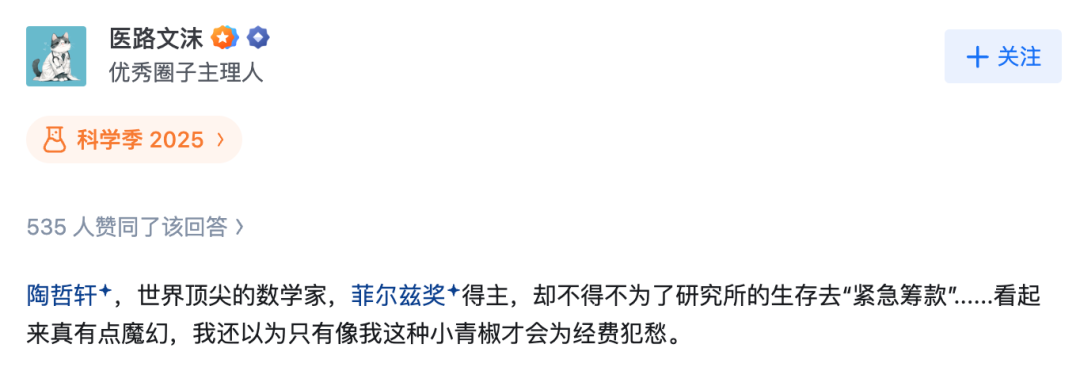 医路文沫
优秀圈子主理人
+ 关注
科学季 2025 >
535 人赞同了该回答 >
陶哲轩，世界顶尖的数学家，菲尔兹奖得主，却不得不为了研究所的生存去“紧急筹款”......看起
来真有点魔幻，我还以为只有像我这种小青椒才会为经费犯愁。